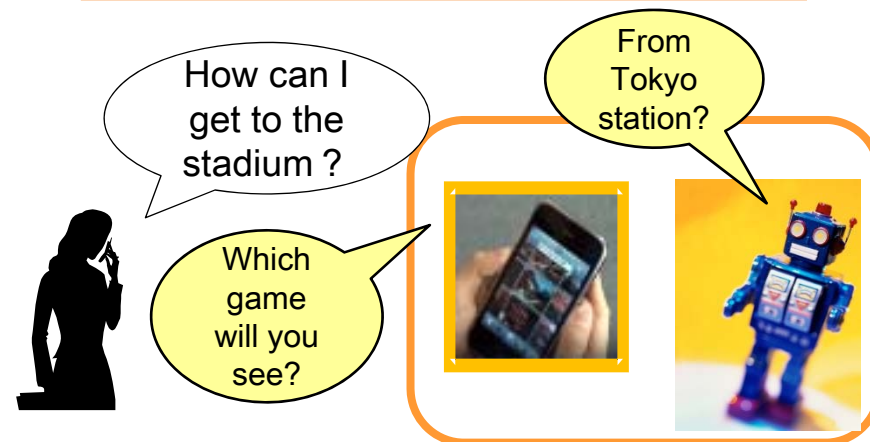 How can I
get to the
stadium ?
From
Tokyo
station?
Which
game
will you
see?